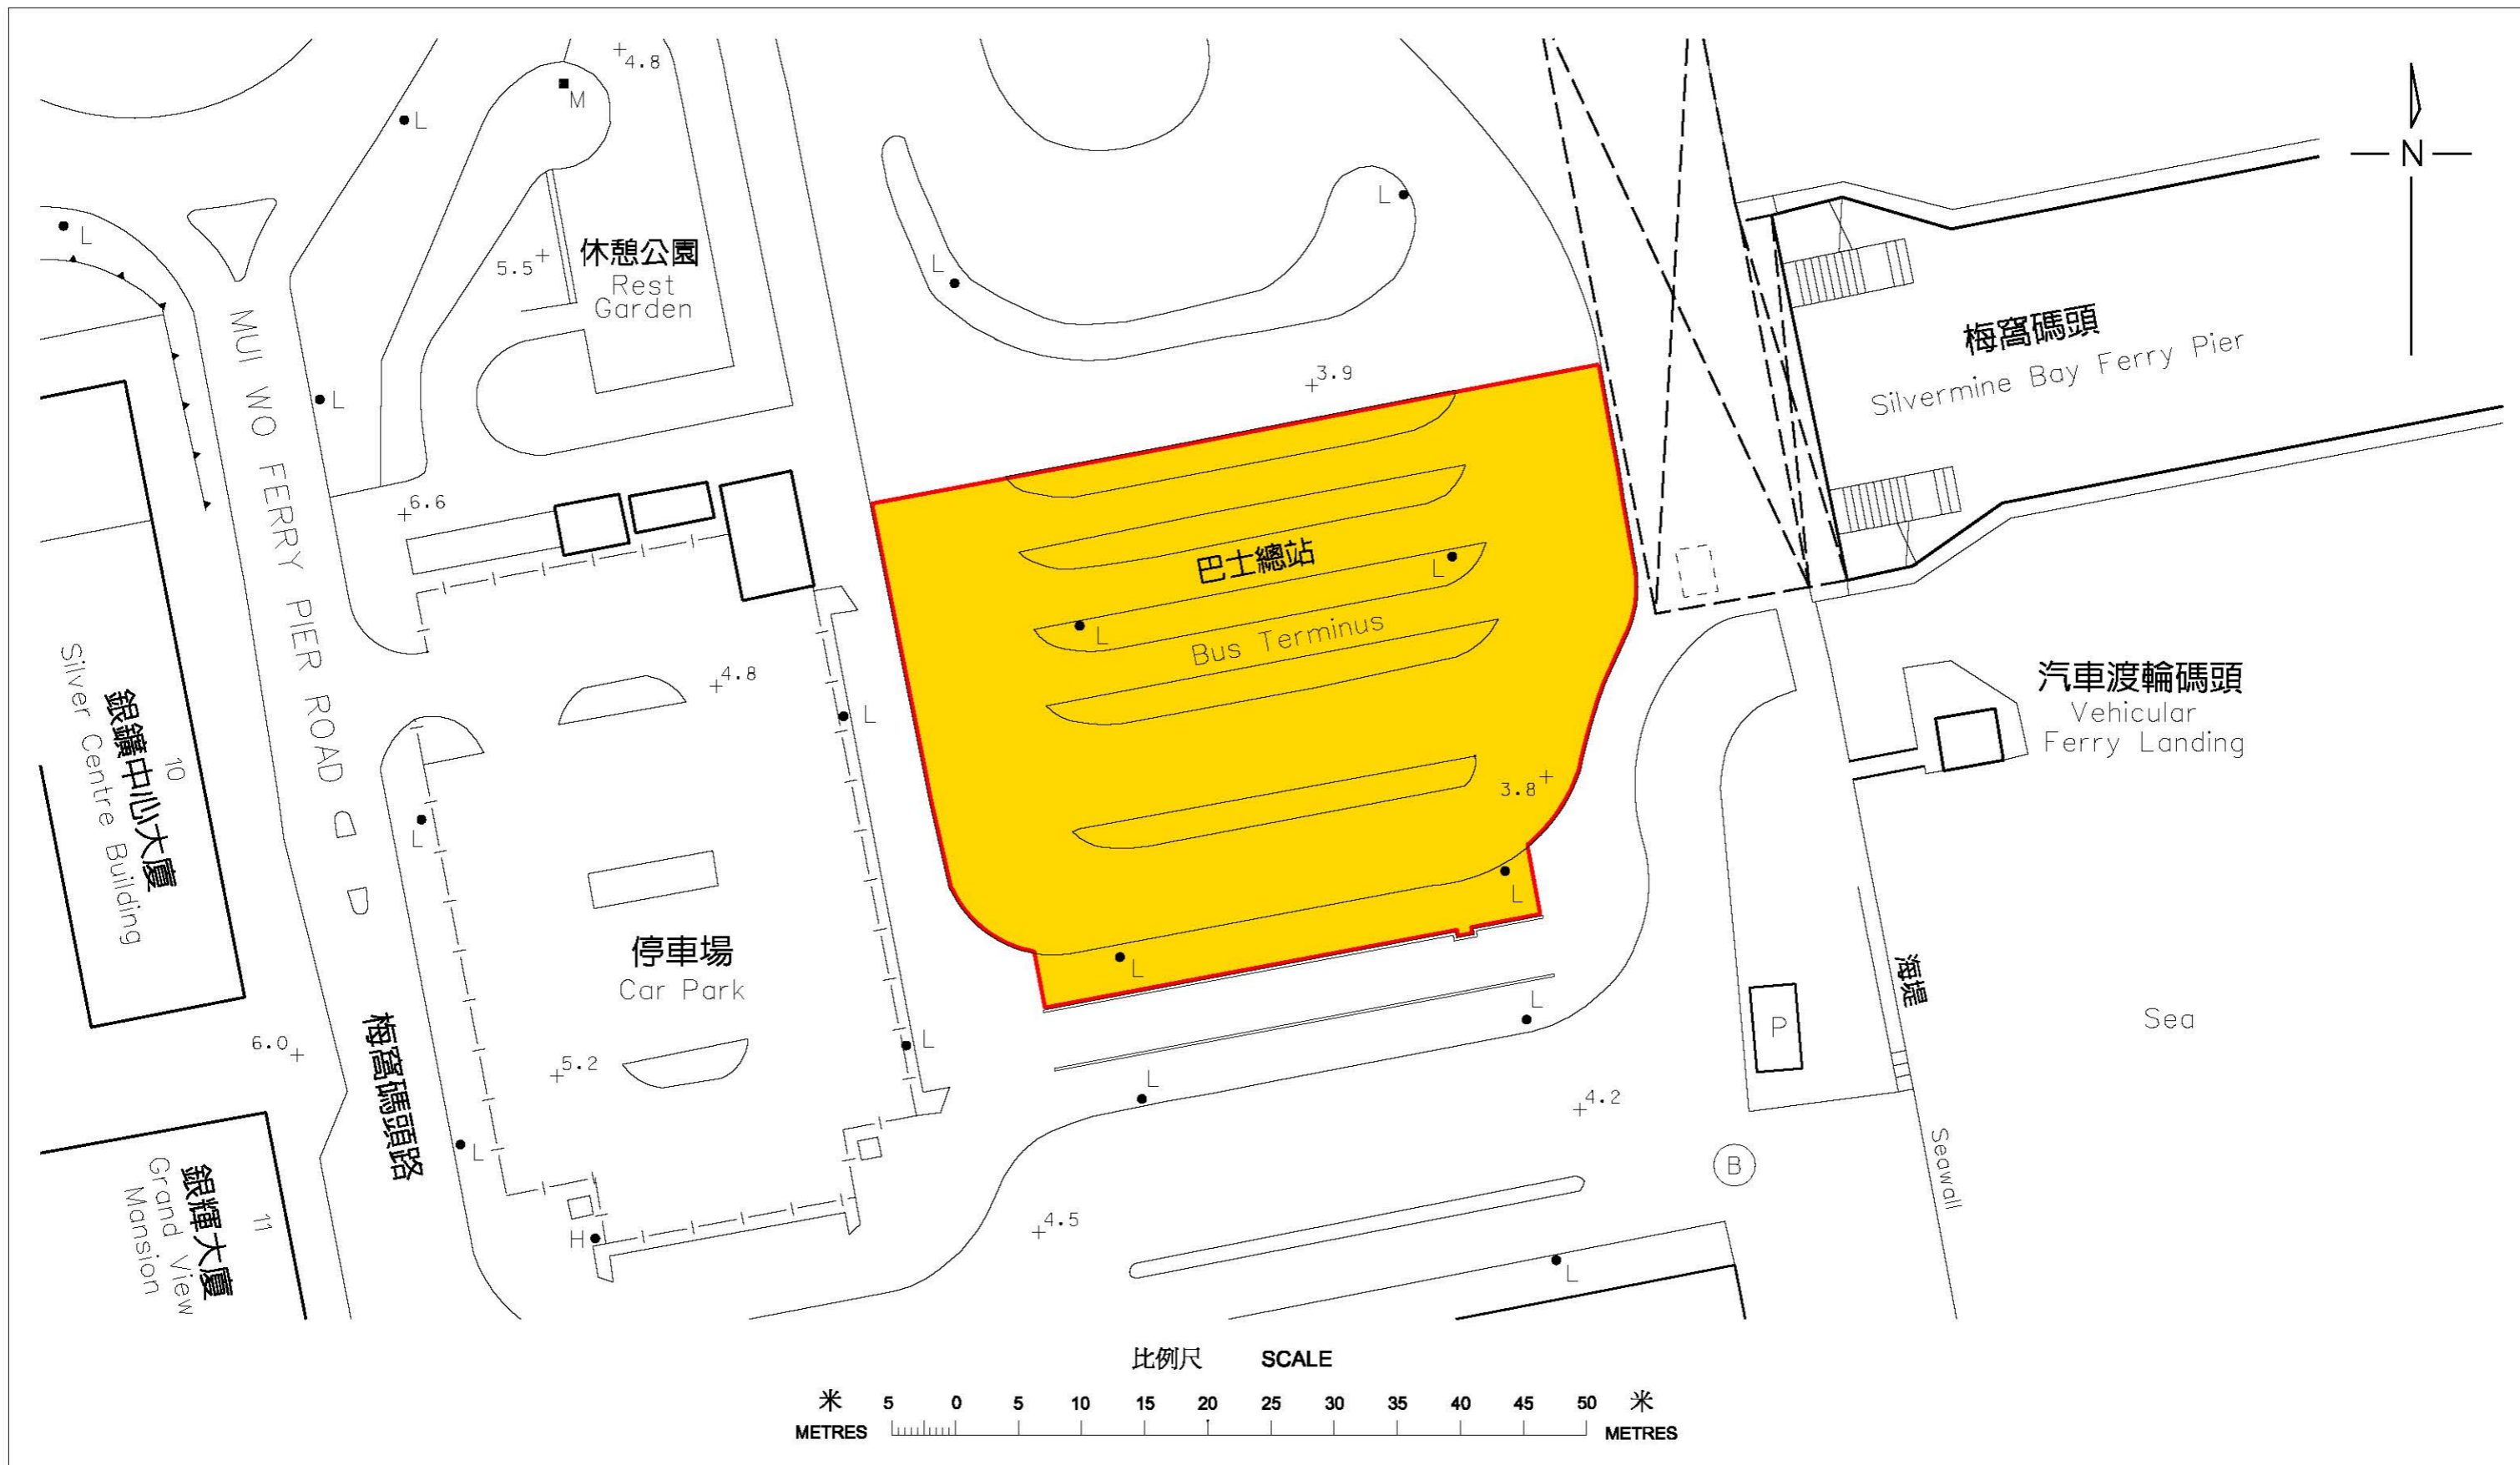 4.8
M
L
L
L
L
N
休憩公園
Rest
Garden
5.5
L
MUI WO FERRY PIER ROAD
梅窩碼頭
Silvermine Bay Ferry Pier
3.9
L
6.6
巴士總站
Bus Terminus
L
L
4.8
L
汽車渡輪碼頭
Vehicular
Ferry Landing
3.8
10
銀鑛中心大廈
Silver Centre Building
L
L
停車場
Car Park
L
海堤
Sea
P
L
6.0
梅窩碼頭路
L
5.2
L
4.2
L
Seawall
B
11
銀輝大廈
Grand View
Mansion
H
4.5
L
比例尺 SCALE
米 5 0 5 10 15 20 25 30 35 40 45 50 米
METRES METRES